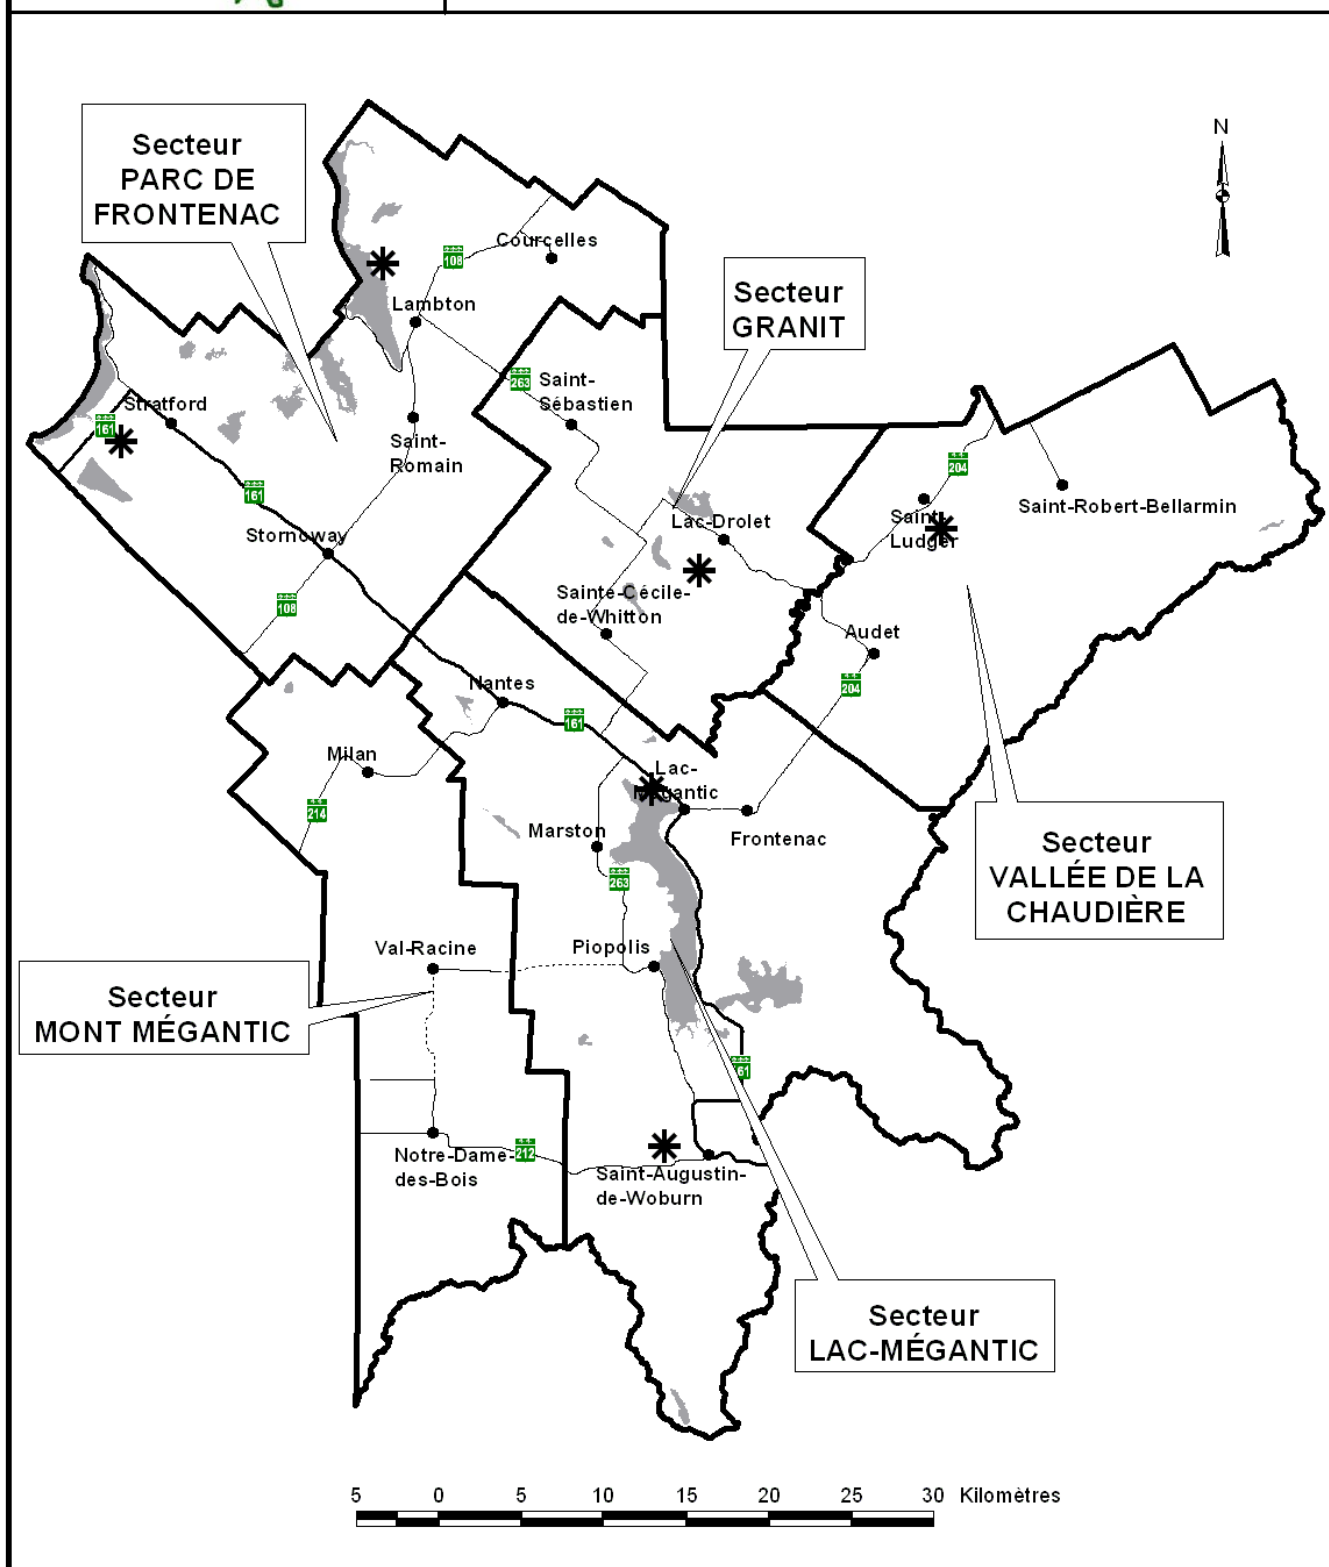 N
Secteur
PARC DE
FRONTENAC
Courcelles
108
Lambton
Secteur
GRANIT
263
Saint-
Sébastien
Stratford
161
Saint-
Romain
161
Stornoway
108
Lac-Drolet
204
Saint-
Ludger
Saint-Robert-Bellarmin
Sainte-Cécile-
de-Whitton
Audet
204
Nantes
161
Milan
214
Lac-
Mégantic
Marston
Frontenac
263
Secteur
VALLÉE DE LA
CHAUDIÈRE
Val-Racine
Piopolis
Secteur
MONT MÉGANTIC
161
Notre-Dame-
des-Bois
212
Saint-Augustin-
de-Woburn
Secteur
LAC-MÉGANTIC
5 0 5 10 15 20 25 30 Kilomètres